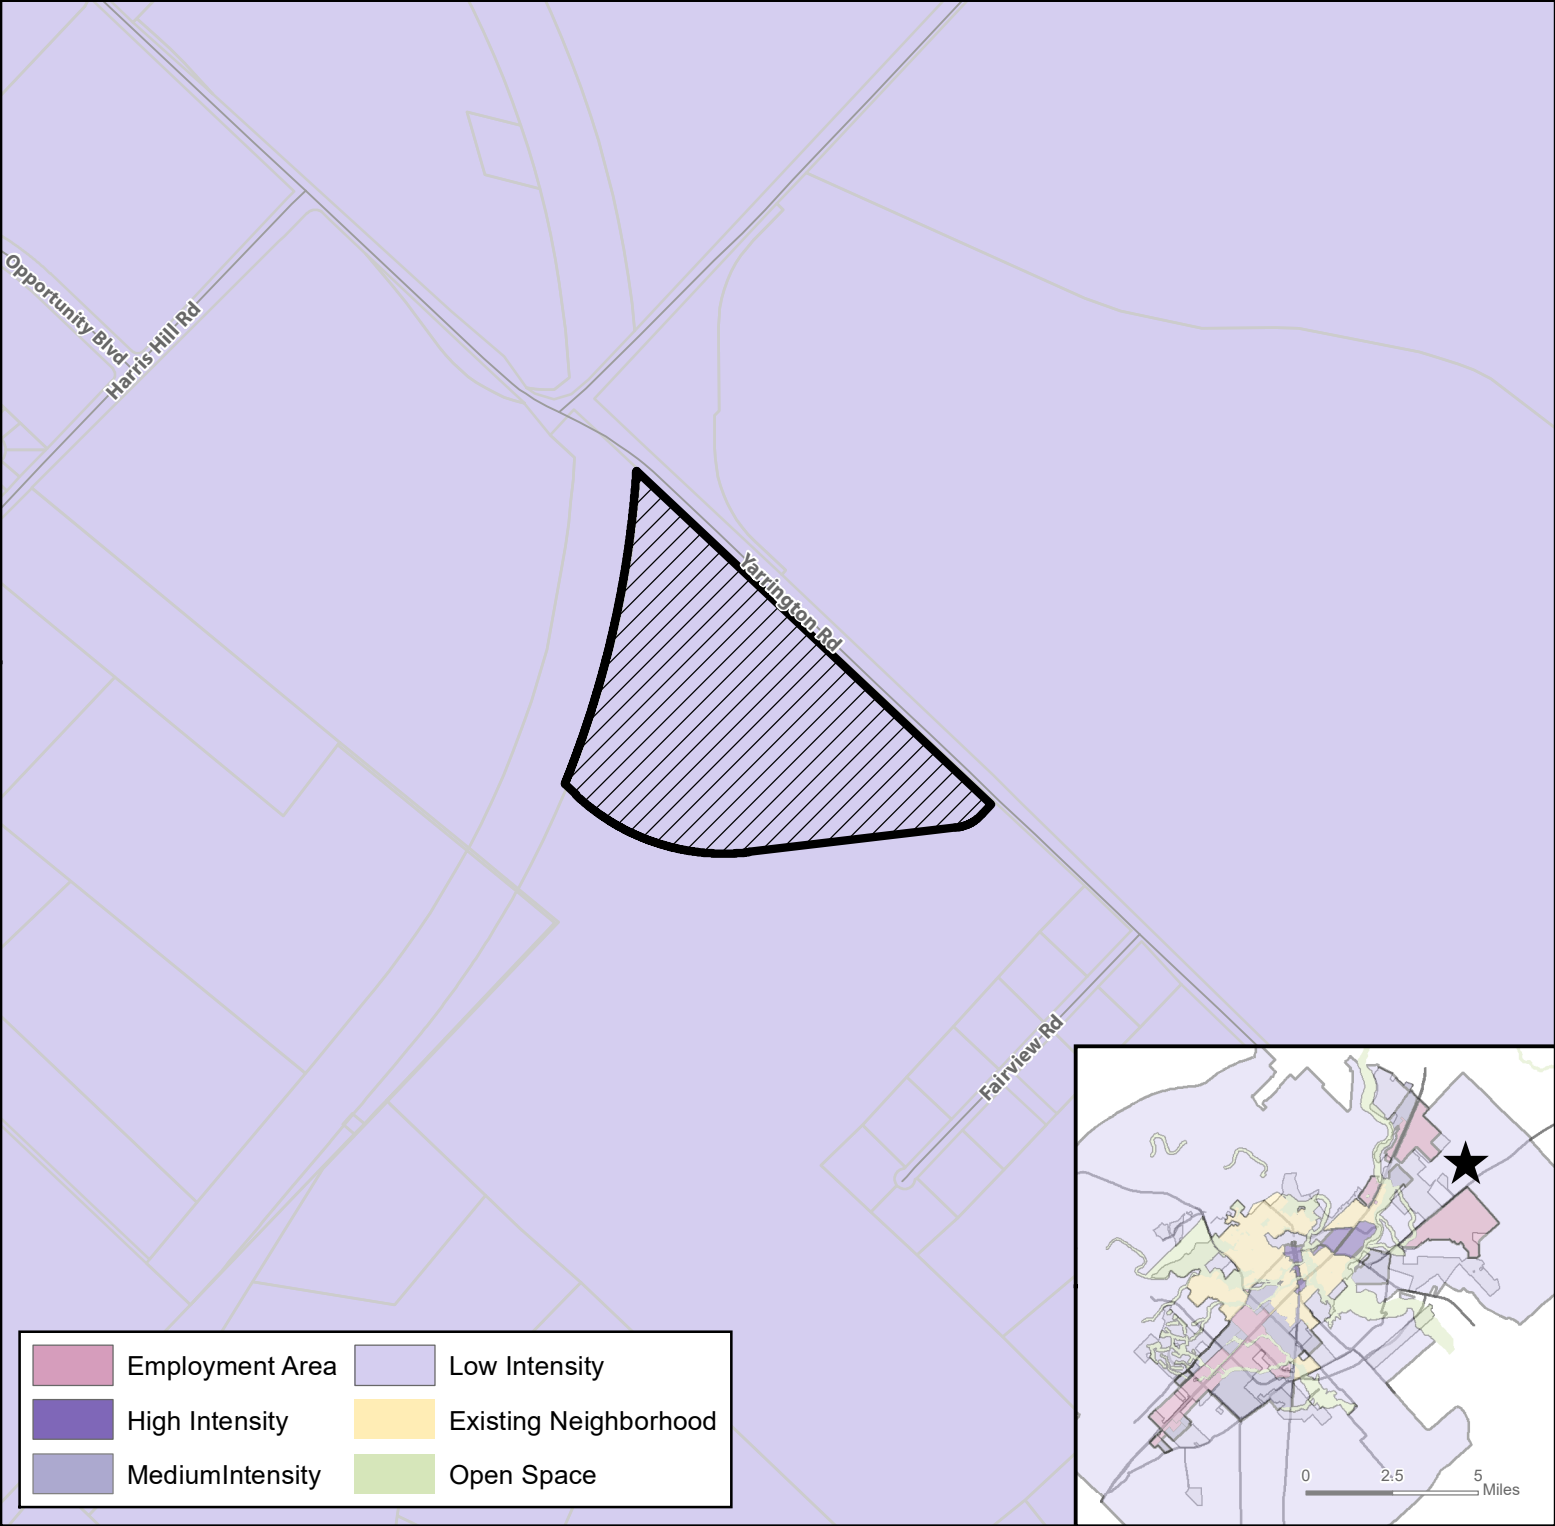 Opportunity Blvd
Harris Hill Rd
Yarrington Rd
Fairview Rd
Employment Area
Low Intensity
High Intensity
Existing Neighborhood
MediumIntensity
Open Space
0 2.5 5
Miles